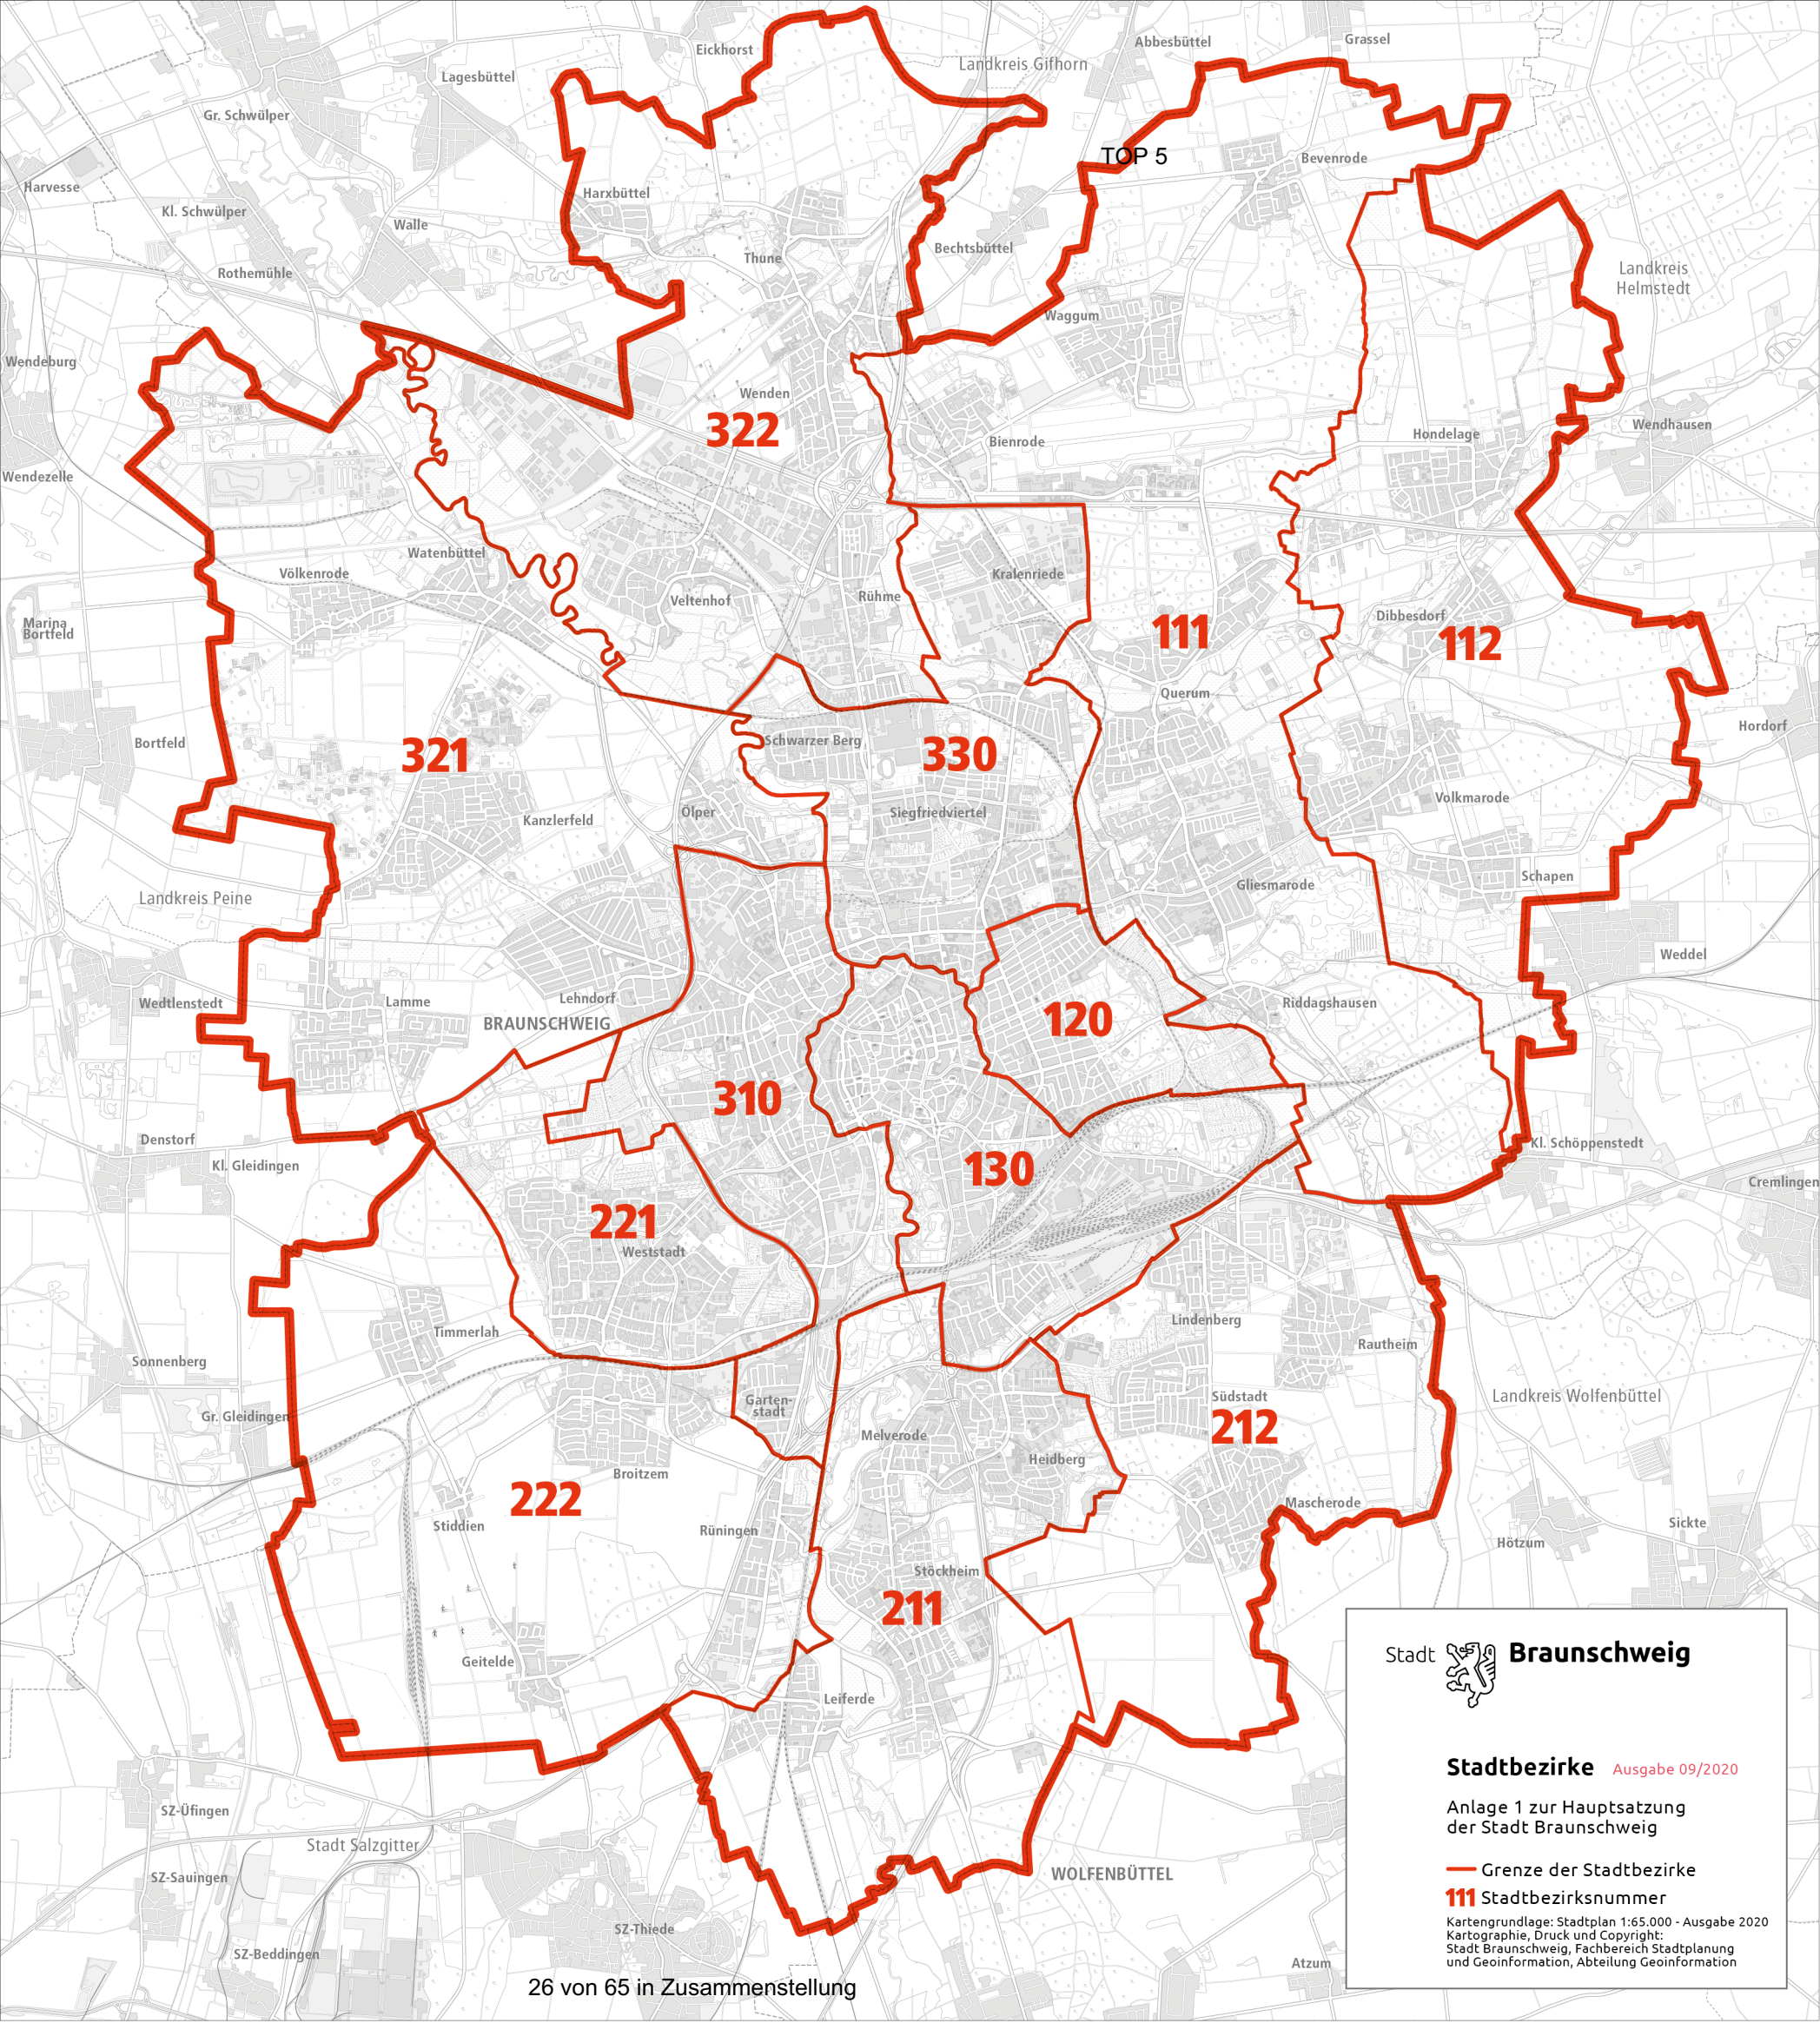 Eickhorst
Abbesbüttel
Grassel
Landkreis Gifhorn
Lagesbüttel
Gr. Schwülper
TOP 5
Bevenrode
Harvesse
Harxbüttel
Kl. Schwülper
Walle
Bechtsbüttel
Thune
Rothemühle
Landkreis
Helmstedt
Waggum
Wendeburg
Wenden
322
Wendhausen
Hondelage
Bienrode
Wendezelle
Watenbüttel
Völkenrode
Kralenriede
Rühme
Veltenhof
Marina
Bortfeld
Dibbesdorf
111
112
Querum
Hordorf
Bortfeld
Schwarzer Berg
321
330
Volkmarode
Ölper
Siegfriedviertel
Kanzlerfeld
Schapen
Gliesmarode
Landkreis Peine
Weddel
Wedtlenstedt
Lamme
Lehndorf
Riddagshausen
BRAUNSCHWEIG
120
310
Denstorf
Kl. Schöppenstedt
Kl. Gleidingen
130
Cremlingen
221
Weststadt
Lindenberg
Timmerlah
Rautheim
Sonnenberg
Landkreis Wolfenbüttel
Südstadt
Garten-
stadt
Gr. Gleidingen
212
Melverode
Heidberg
Broitzem
222
Mascherode
Stiddien
Rüningen
Sickte
Hötzum
Stöckheim
211
Geitelde
Leiferde
Stadt Braunschweig
Stadtbezirke Ausgabe 09/2020
Anlage 1 zur Hauptsatzung
der Stadt Braunschweig
Grenze der Stadtbezirke
111 Stadtbezirksnummer
Kartengrundlage: Stadtplan 1:65.000 - Ausgabe 2020
Kartographie, Druck und Copyright:
Stadt Braunschweig, Fachbereich Stadtplanung
und Geoinformation, Abteilung Geoinformation
SZ-Üfingen
Stadt Salzgitter
SZ-Sauingen
WOLFENBÜTTEL
SZ-Thiede
SZ-Beddingen
Atzum
26 von 65 in Zusammenstellung